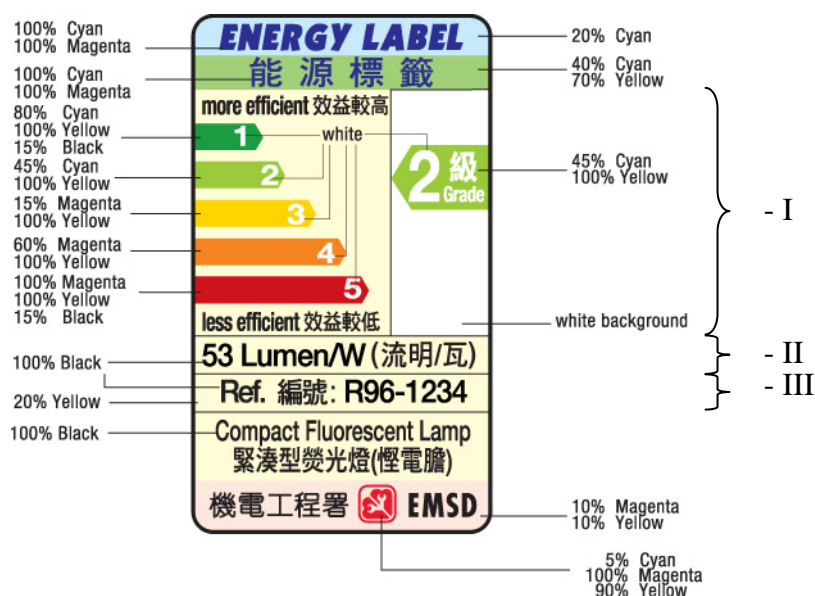 100% Cyan
100% Magenta
100% Cyan
100% Magenta
80% Cyan
100% Yellow
15% Black
45% Cyan
100% Yellow
15% Magenta
100% Yellow
60% Magenta
100% Yellow
100% Magenta
100% Yellow
15% Black
100% Black
20% Yellow
100% Black
ENERGY LABEL
能源標籤
more efficient 效益較高
1
white
2
3
4
5
2 級
Grade
less efficient 效益較低
53 Lumen/W (流明/瓦)
Ref. 編號: R96-1234
Compact Fluorescent Lamp
緊湊型熒光燈(慳電膽)
機電工程署 EMSD
20% Cyan
40% Cyan
70% Yellow
45% Cyan
100% Yellow
white background
10% Magenta
10% Yellow
5% Cyan
100% Magenta
90% Yellow
- I
- II
- III